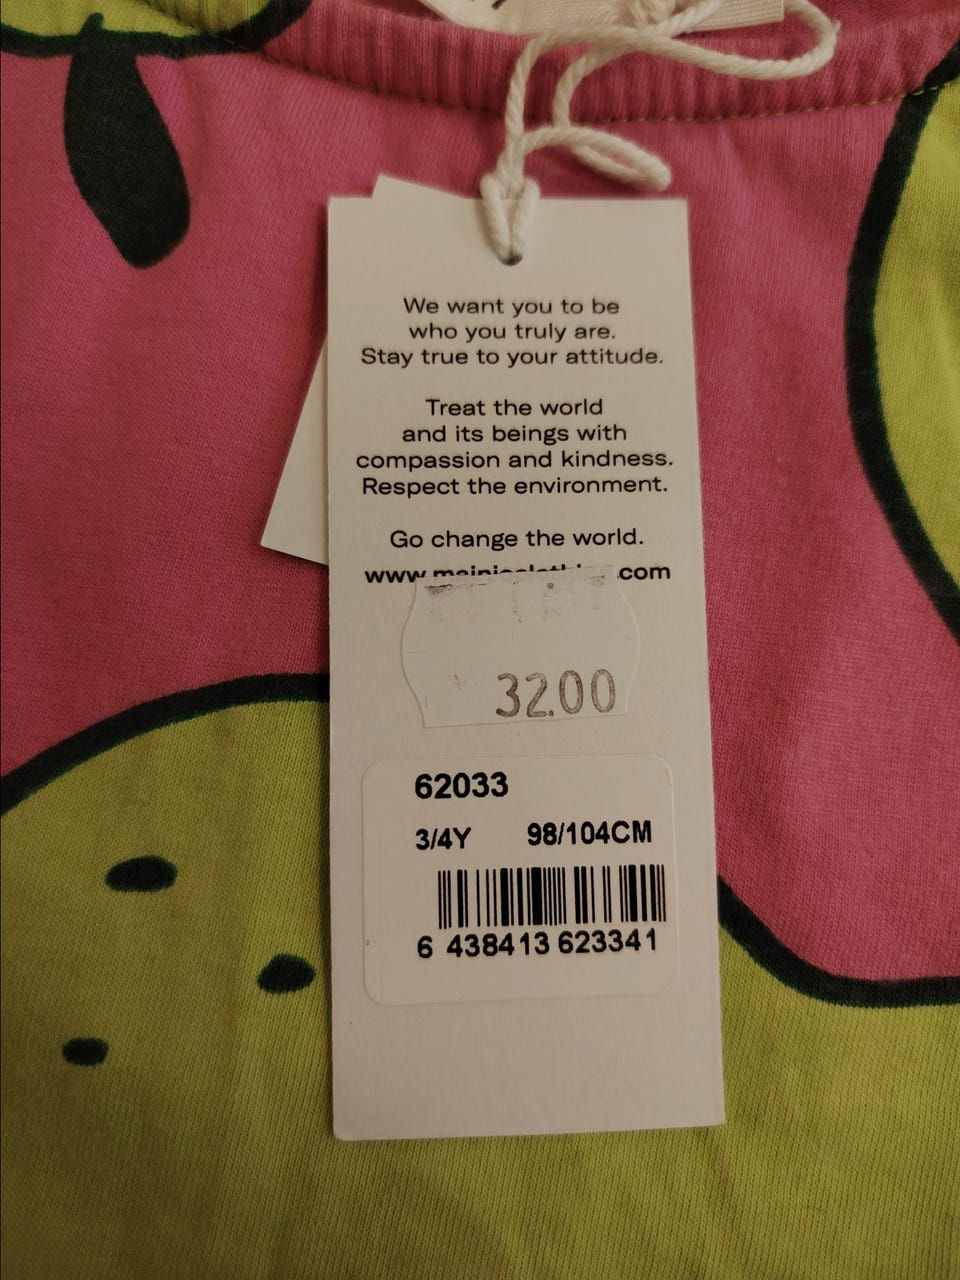 We want you to be
who you truly are.
Stay true to your attitude.
Treat the world
and its beings with
compassion and kindness.
Respect the environment.
Go change the world.
.com
32.00
62033
3/4Y 98/104CM
6 438413 623341